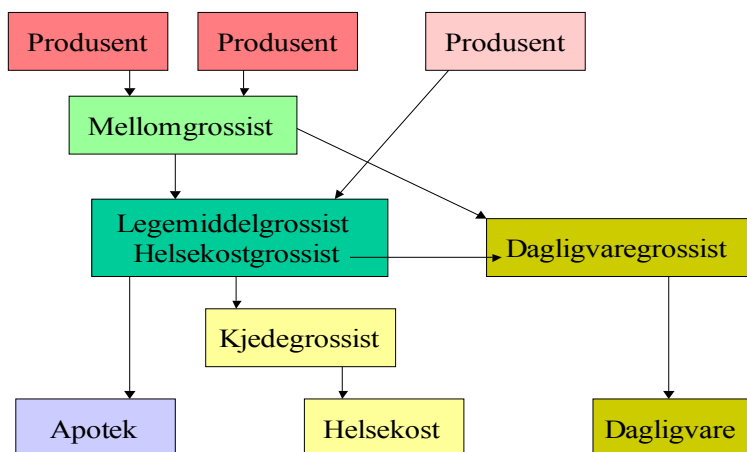 Produsent
Produsent
Produsent
Mellomgrossist
Legemiddelgrossist
Helsekostgrossist
Dagligvaregrossist
Kjedegrossist
Apotek
Helsekost
Dagligvare